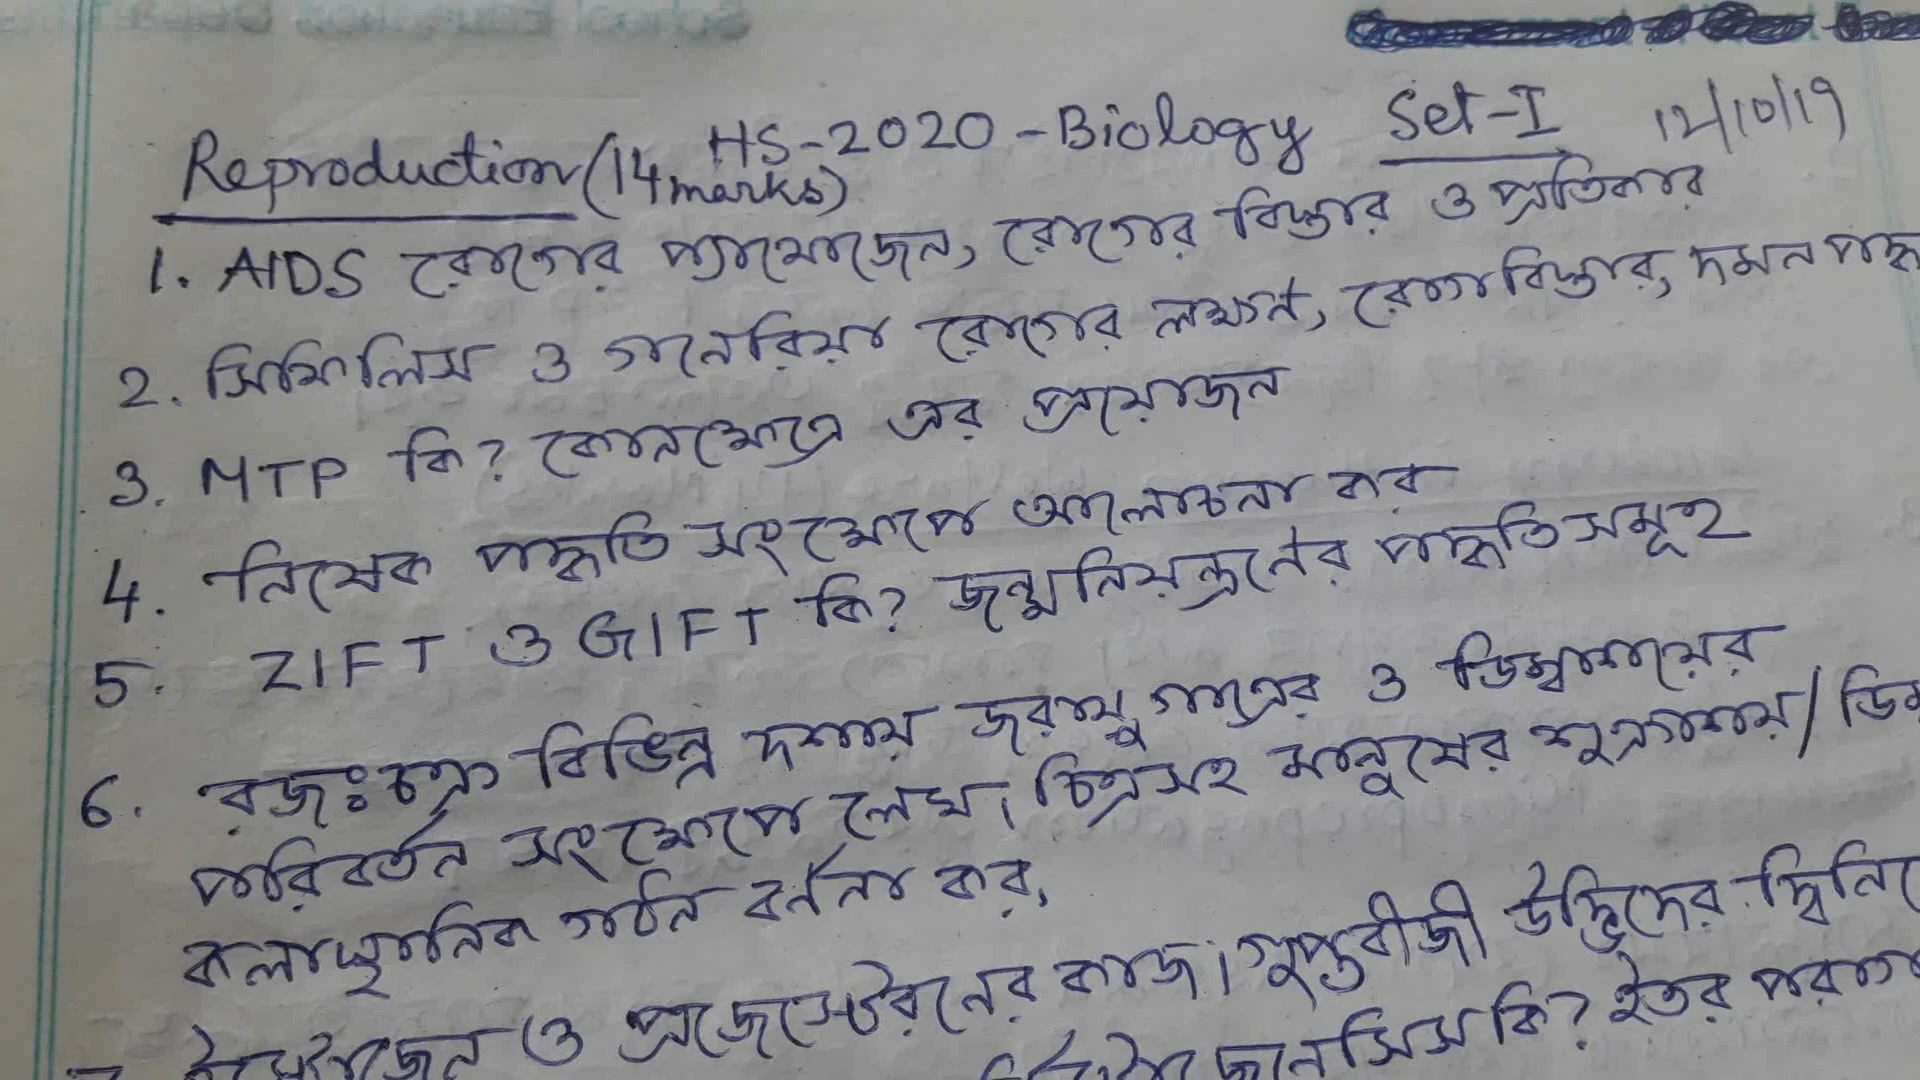 HS-2020-Biology Set-I 12/10/19
Reproduction (14 marks)
1. AIDS রোগের প্যাথোজেন, রোগের বিস্তার ও প্রতিকার
2. সিফিলিস ও গনোরিয়া রোগের লক্ষণ, রোগ বিস্তার, দমন
3. MTP কি? কোনক্ষেত্রে এর প্রয়োজন
4. নিষেক পদ্ধতি সংক্ষেপে আলোচনা কর
5. ZIFT ও GIFT কি? জন্মনিয়ন্ত্রণের পদ্ধতিসমূহ
6. রজঃচক্রে বিভিন্ন দশায় জরায়ু গাত্রের ও ডিম্বাশয়ের
পরিবর্তন সংক্ষেপে লেখ। চিত্রসহ মানুষের শুক্রাশয়/
কলাস্থানিক গঠন বর্ণনা কর,
ও প্রজেস্টেরনের কাজ। গুপ্তবীজী উদ্ভিদের
কি? ইতর